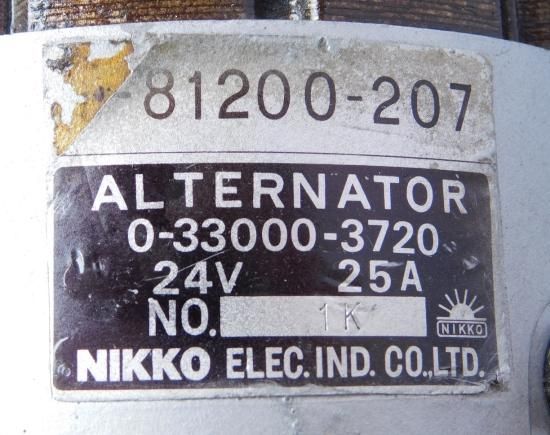 -81200-207
ALTERNATOR
0-33000-3720
24V 25A
NO. 1K
NIKKO
NIKKO ELEC. IND. CO.,LTD.